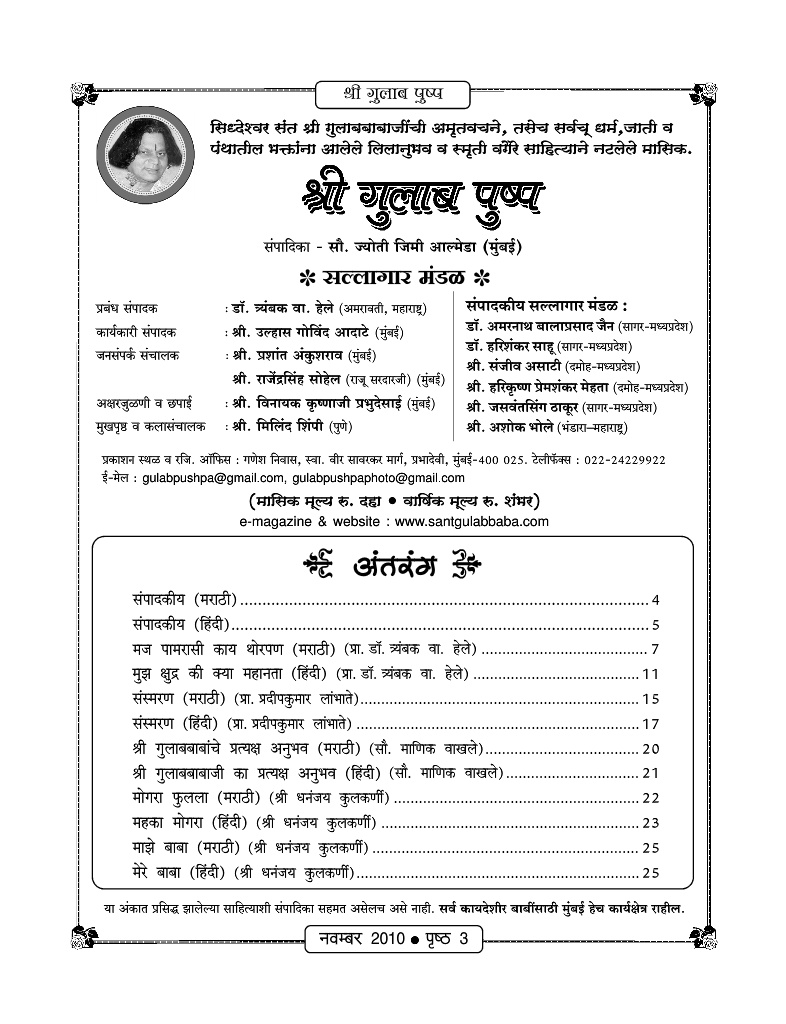 श्री गुलाब पुष्प
सिध्देश्वर संत श्री गुलाबबाबाजींची अमृतवचने, तसेच सर्वच् धर्म,जाती व
पंथातील भक्तांना आलेले लिलानुभव व स्मृती वगैरे साहित्याने नटलेले मासिक.
श्री गुलाब पुष्प
संपादिका - सौ. ज्योती जिमी आल्मेडा (मुंबई)
सल्लागार मंडळ
प्रबंध संपादक : डॉ. त्र्यंबक वा. हेले (अमरावती, महाराष्ट्र)
कार्यकारी संपादक : श्री. उल्हास गोविंद आदाटे (मुंबई)
जनसंपर्क संचालक : श्री. प्रशांत अंकुशराव (मुंबई)
श्री. राजेंद्रसिंह सोहेल (राजू सरदारजी) (मुंबई)
अक्षरजुळणी व छपाई : श्री. विनायक कृष्णाजी प्रभुदेसाई (मुंबई)
मुखपृष्ठ व कलासंचालक : श्री. मिलिंद शिंपी (पुणे)
संपादकीय सल्लागार मंडळ :
डॉ. अमरनाथ बालाप्रसाद जैन (सागर-मध्यप्रदेश)
डॉ. हरिशंकर साहू (सागर-मध्यप्रदेश)
श्री. संजीव असाटी (दमोह-मध्यप्रदेश)
श्री. हरिकृष्ण प्रेमशंकर मेहता (दमोह-मध्यप्रदेश)
श्री. जसवंतसिंग ठाकूर (सागर-मध्यप्रदेश)
श्री. अशोक भोले (भंडारा–महाराष्ट्र)
प्रकाशन स्थळ व रजि. ऑफिस : गणेश निवास, स्वा. वीर सावरकर मार्ग, प्रभादेवी, मुंबई-400 025. टेलीफॅक्स : 022-24229922
ई-मेल : gulabpushpa@gmail.com, gulabpushpaphoto@gmail.com
(मासिक मूल्य रु. दहा ● वार्षिक मूल्य रु. शंभर)
e-magazine & website : www.santgulabbaba.com
अंतरंग
संपादकीय (मराठी) 4
संपादकीय (हिंदी) 5
मज पामरासी काय थोरपण (मराठी) (प्रा. डॉ. त्र्यंबक वा. हेले) 7
मुझ क्षुद्र की क्या महानता (हिंदी) (प्रा. डॉ. त्र्यंबक वा. हेले) 11
संस्मरण (मराठी) (प्रा. प्रदीपकुमार लांभाते) 15
संस्मरण (हिंदी) (प्रा. प्रदीपकुमार लांभाते) 17
श्री गुलाबबाबांचे प्रत्यक्ष अनुभव (मराठी) (सौ. माणिक वाखले) 20
श्री गुलाबबाबाजी का प्रत्यक्ष अनुभव (हिंदी) (सौ. माणिक वाखले) 21
मोगरा फुलला (मराठी) (श्री धनंजय कुलकर्णी) 22
महका मोगरा (हिंदी) (श्री धनंजय कुलकर्णी) 23
माझे बाबा (मराठी) (श्री धनंजय कुलकर्णी) 25
मेरे बाबा (हिंदी) (श्री धनंजय कुलकर्णी) 25
या अंकात प्रसिद्ध झालेल्या साहित्याशी संपादिका सहमत असेलच असे नाही. सर्व कायदेशीर बाबींसाठी मुंबई हेच कार्यक्षेत्र राहील.
नवम्बर 2010 ● पृष्ठ 3